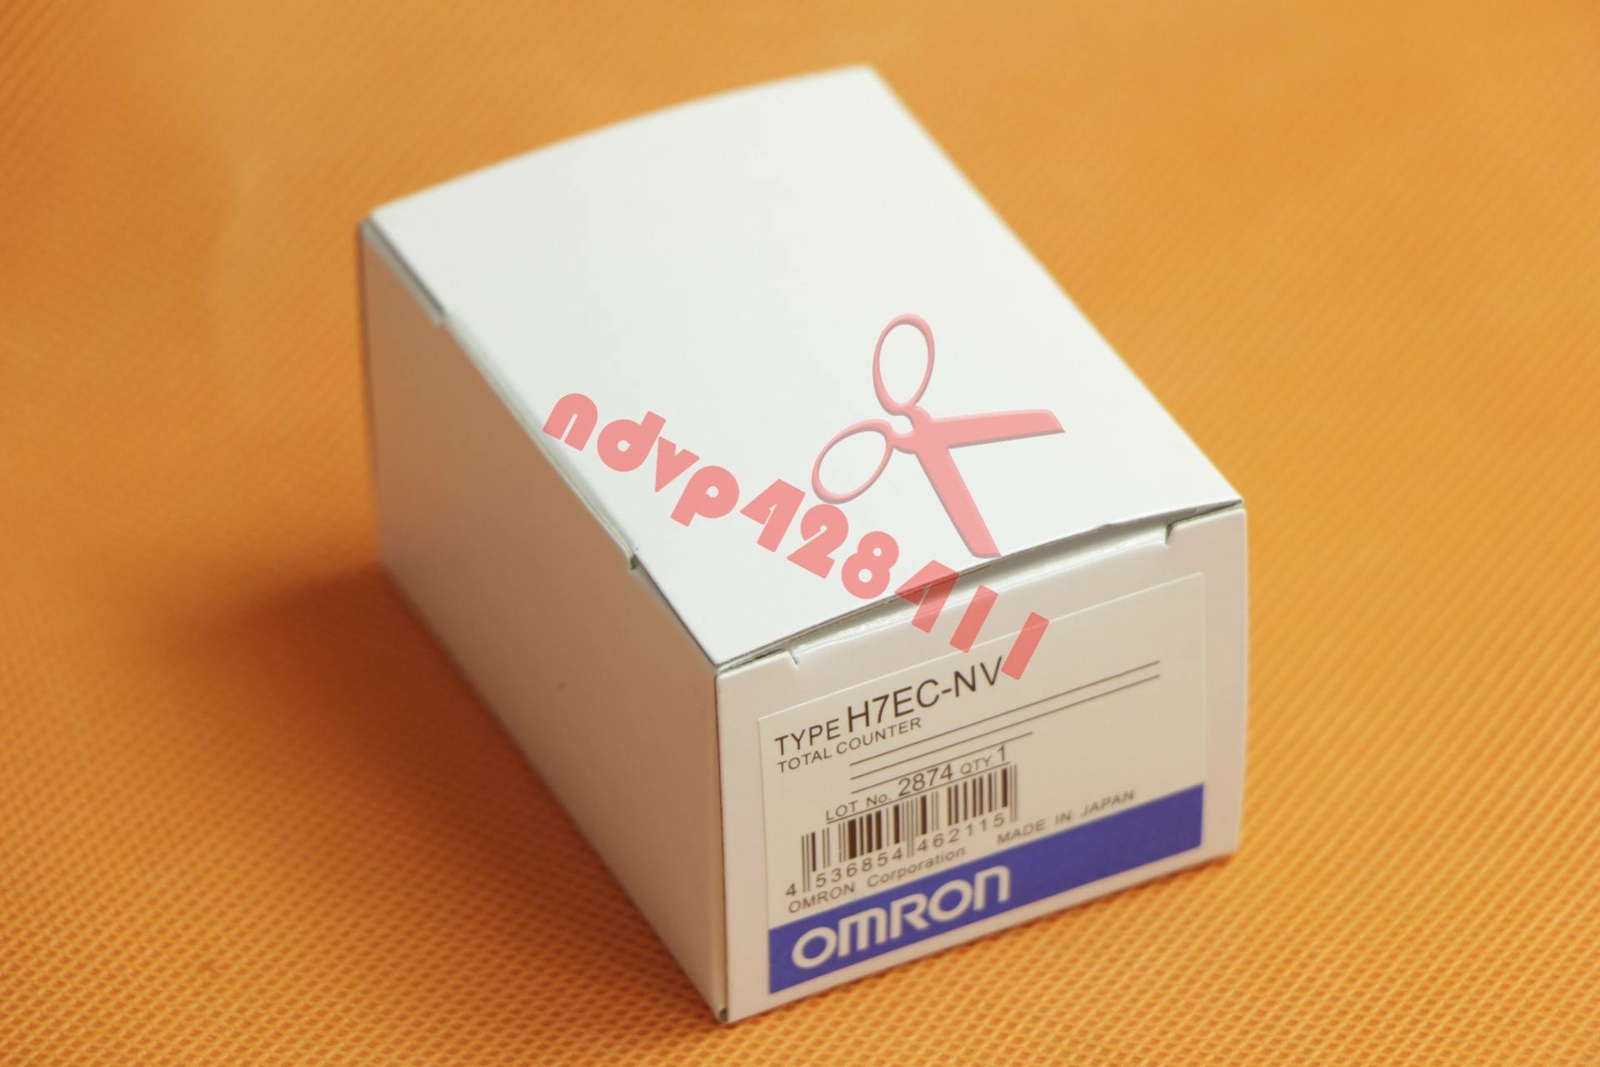 ndvp428411
TYPE H7EC-NV
TOTAL COUNTER
LOT No. 2874 QTY. 1
4 536854 462115
OMRON Corporation MADE IN JAPAN
OMRON